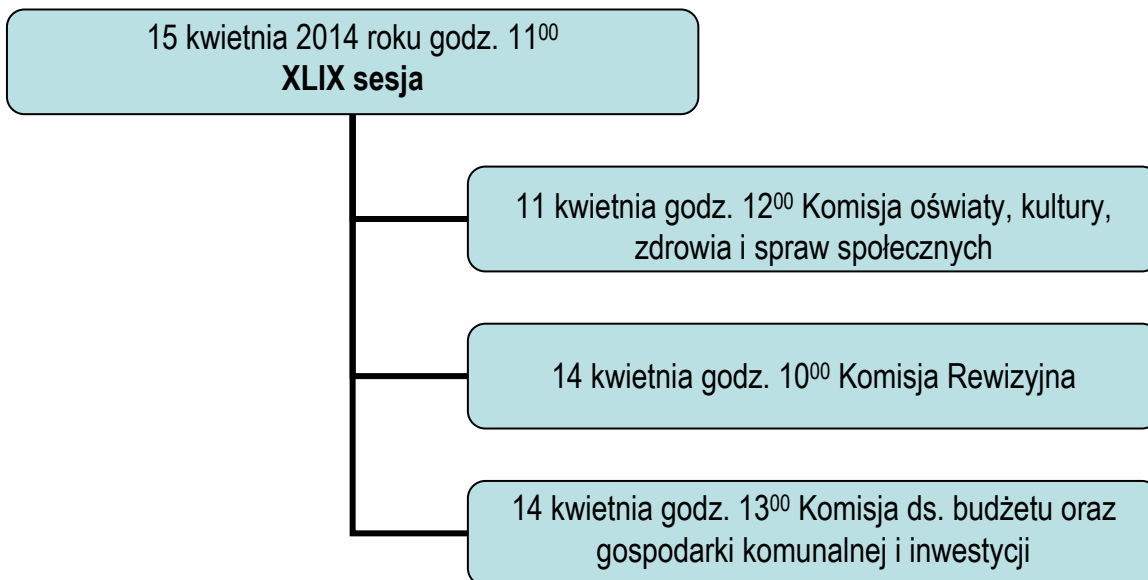 15 kwietnia 2014 roku godz. 11⁰⁰
XLIX sesja
11 kwietnia godz. 12⁰⁰ Komisja oświaty, kultury,
zdrowia i spraw społecznych
14 kwietnia godz. 10⁰⁰ Komisja Rewizyjna
14 kwietnia godz. 13⁰⁰ Komisja ds. budżetu oraz
gospodarki komunalnej i inwestycji